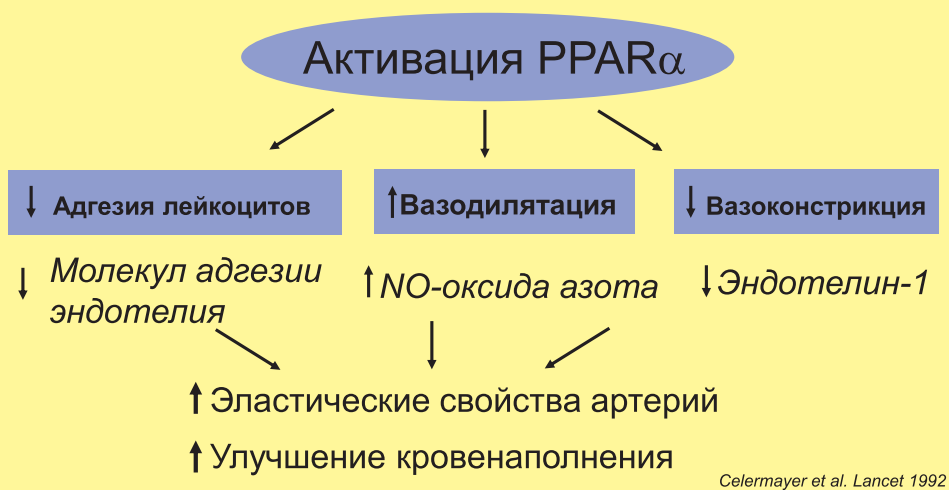 Активация PPARα
↓ Адгезия лейкоцитов
↑Вазодилятация
↓ Вазоконстрикция
↓ Молекул адгезии
эндотелия
↑ NO-оксида азота
↓ Эндотелин-1
↑ Эластические свойства артерий
↑ Улучшение кровенаполнения
Celermayer et al. Lancet 1992